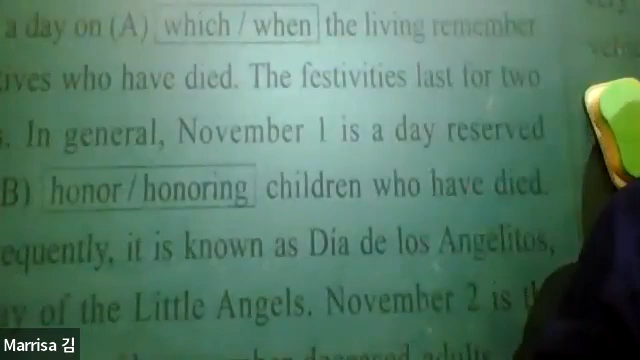 a day on (A) which / when the living remember
tives who have died. The festivities last for two
s. In general, November 1 is a day reserved
B) honor / honoring children who have died.
equently, it is known as Día de los Angelitos,
ay of the Little Angels. November 2 is
deceased adults
Marrisa 김